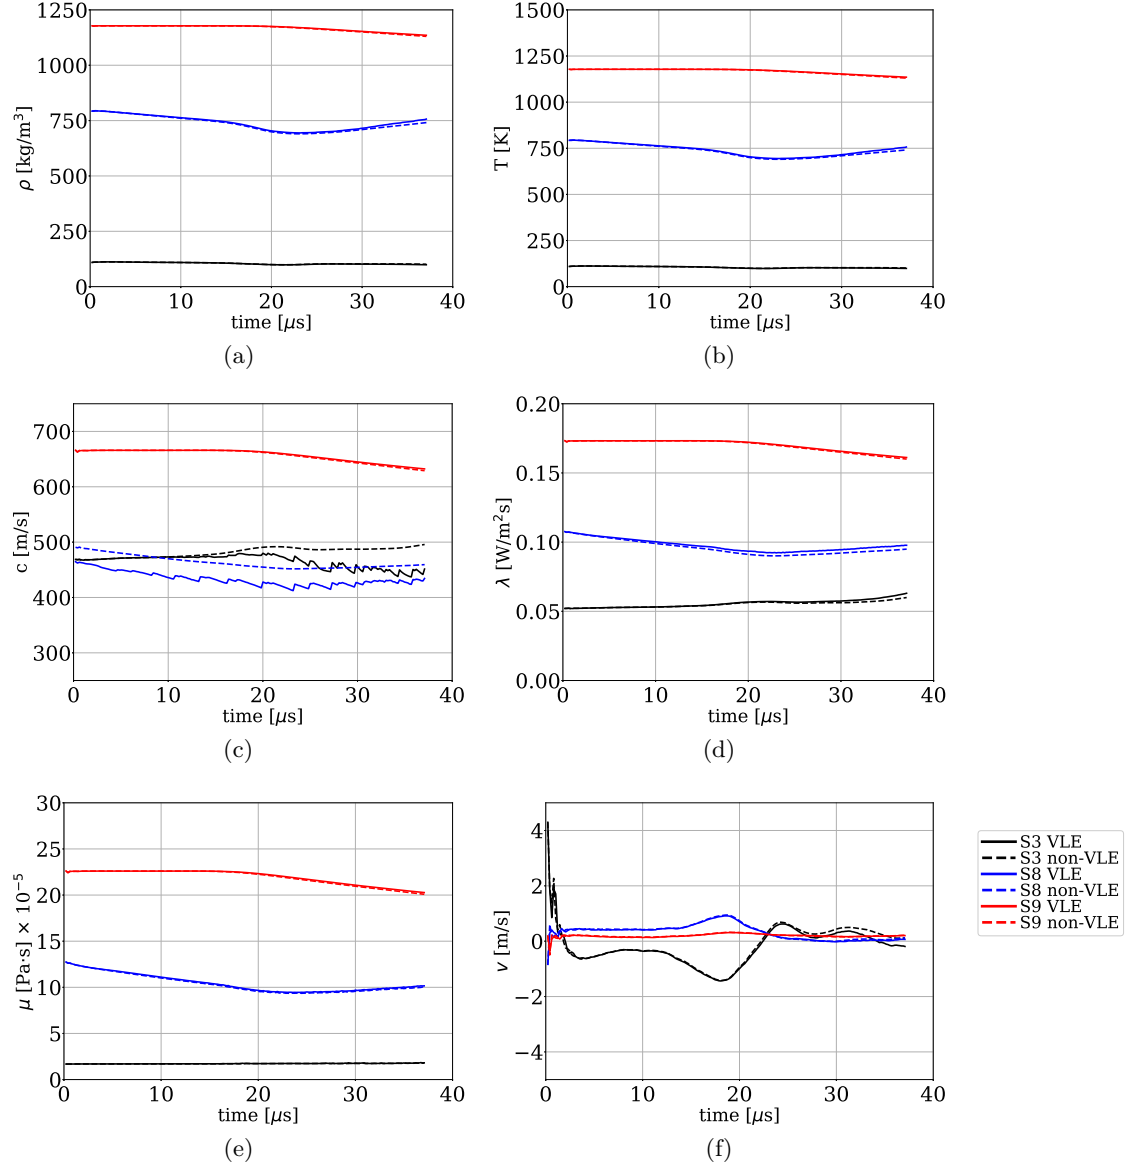 1250
1000
750
500
250
0
ρ [kg/m³]
0 10 20 30 40
time [μs]
(a)
1500
1250
1000
750
500
250
0
T [K]
0 10 20 30 40
time [μs]
(b)
700
600
500
400
300
c [m/s]
0 10 20 30 40
time [μs]
(c)
0.20
0.15
0.10
0.05
0.00
λ [W/m²s]
0 10 20 30 40
time [μs]
(d)
30
25
20
15
10
5
0
μ [Pa·s] × 10⁻⁵
0 10 20 30 40
time [μs]
(e)
4
2
0
−2
−4
v [m/s]
0 10 20 30 40
time [μs]
(f)
S3 VLE
S3 non-VLE
S8 VLE
S8 non-VLE
S9 VLE
S9 non-VLE